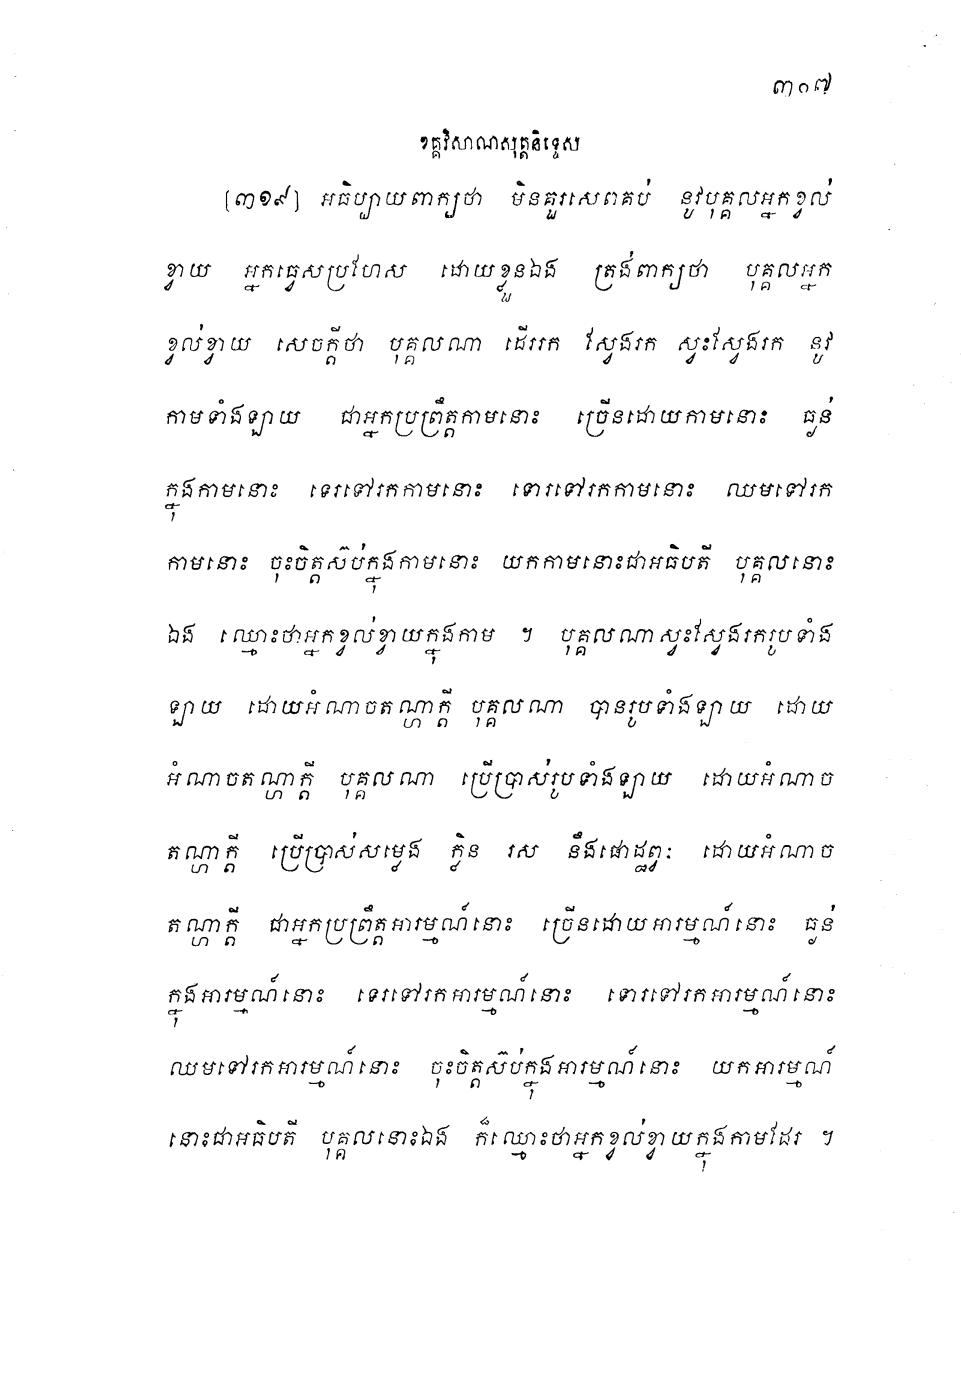 ៣០៧
ខគ្គវិសាណសុត្តនិទ្ទេស
[៣១៩] អធិប្បាយពាក្យថា មិនគួរសេពគប់ នូវបុគ្គលអ្នកខ្វល់
ខ្វាយ អ្នកធ្វេសប្រហែស ដោយខ្លួនឯង ត្រង់ពាក្យថា បុគ្គលអ្នក
ខ្វល់ខ្វាយ សេចក្តីថា បុគ្គលណា ដើររក ស្វែងរក ស្វះស្វែងរក នូវ
កាមទាំងឡាយ ជាអ្នកប្រព្រឹត្តកាមនោះ ច្រើនដោយកាមនោះ ធ្ងន់
ក្នុងកាមនោះ ទេរទៅរកកាមនោះ ទោរទៅរកកាមនោះ ឈមទៅរក
កាមនោះ ចុះចិត្តស៊ប់ក្នុងកាមនោះ យកកាមនោះជាអធិបតី បុគ្គលនោះ
ឯង ឈ្មោះថាអ្នកខ្វល់ខ្វាយក្នុងកាម ។ បុគ្គលណាស្វះស្វែងរករូបទាំង
ឡាយ ដោយអំណាចតណ្ហាក្តី បុគ្គលណា បានរូបទាំងឡាយ ដោយ
អំណាចតណ្ហាក្តី បុគ្គលណា ប្រើប្រាស់រូបទាំងឡាយ ដោយអំណាច
តណ្ហាក្តី ប្រើប្រាស់សម្លេង ក្លិន រស នឹងផោដ្ឋព្វៈ ដោយអំណាច
តណ្ហាក្តី ជាអ្នកប្រព្រឹត្តអារម្មណ៍នោះ ច្រើនដោយអារម្មណ៍នោះ ធ្ងន់
ក្នុងអារម្មណ៍នោះ ទេរទៅរកអារម្មណ៍នោះ ទោរទៅរកអារម្មណ៍នោះ
ឈមទៅរកអារម្មណ៍នោះ ចុះចិត្តស៊ប់ក្នុងអារម្មណ៍នោះ យកអារម្មណ៍
នោះជាអធិបតី បុគ្គលនោះឯង ក៏ឈ្មោះថាអ្នកខ្វល់ខ្វាយក្នុងកាមដែរ ។